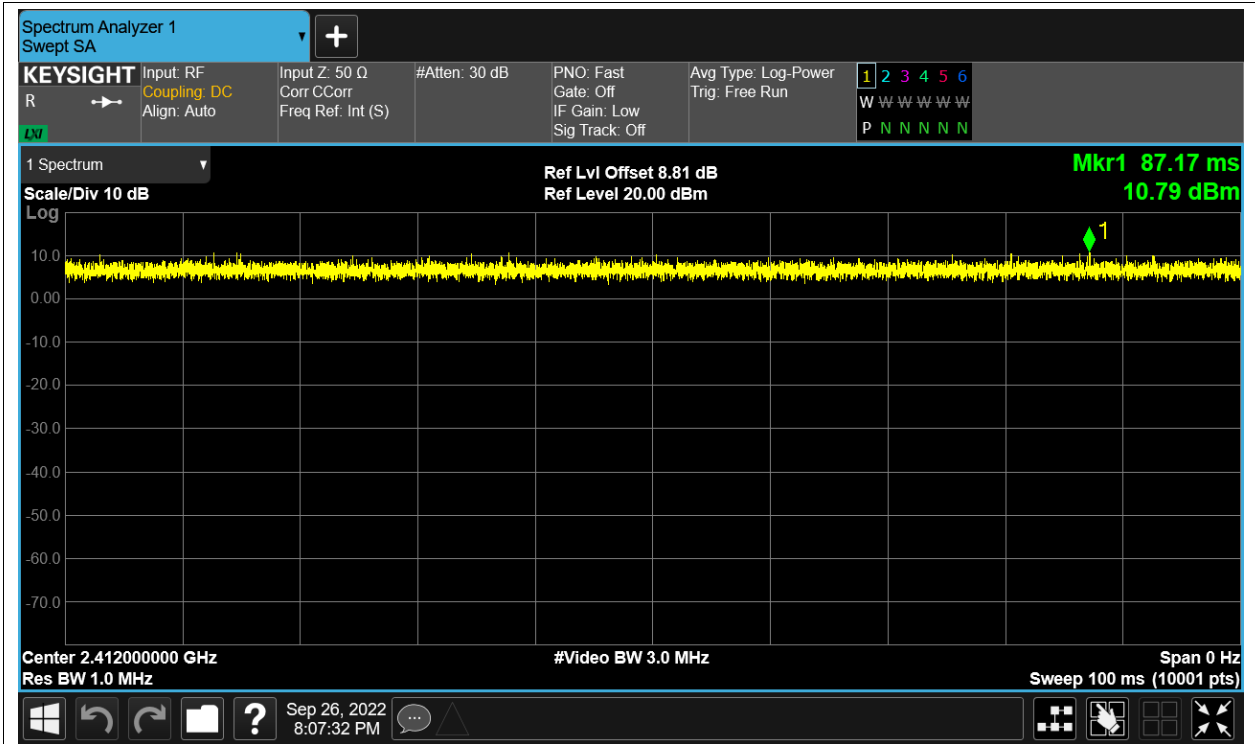 Spectrum Analyzer 1
Swept SA
+
KEYSIGHT Input: RF Input Z: 50 Ω #Atten: 30 dB PNO: Fast Avg Type: Log-Power 1 2 3 4 5 6
R Coupling: DC Corr CCorr Gate: Off Trig: Free Run W W W W W W
Align: Auto Freq Ref: Int (S) IF Gain: Low
LXI Sig Track: Off P N N N N N
1 Spectrum Ref Lvl Offset 8.81 dB Mkr1 87.17 ms
Scale/Div 10 dB Ref Level 20.00 dBm 10.79 dBm
Log
1
10.0
0.00
-10.0
-20.0
-30.0
-40.0
-50.0
-60.0
-70.0
Center 2.412000000 GHz #Video BW 3.0 MHz Span 0 Hz
Res BW 1.0 MHz Sweep 100 ms (10001 pts)
? Sep 26, 2022
8:07:32 PM